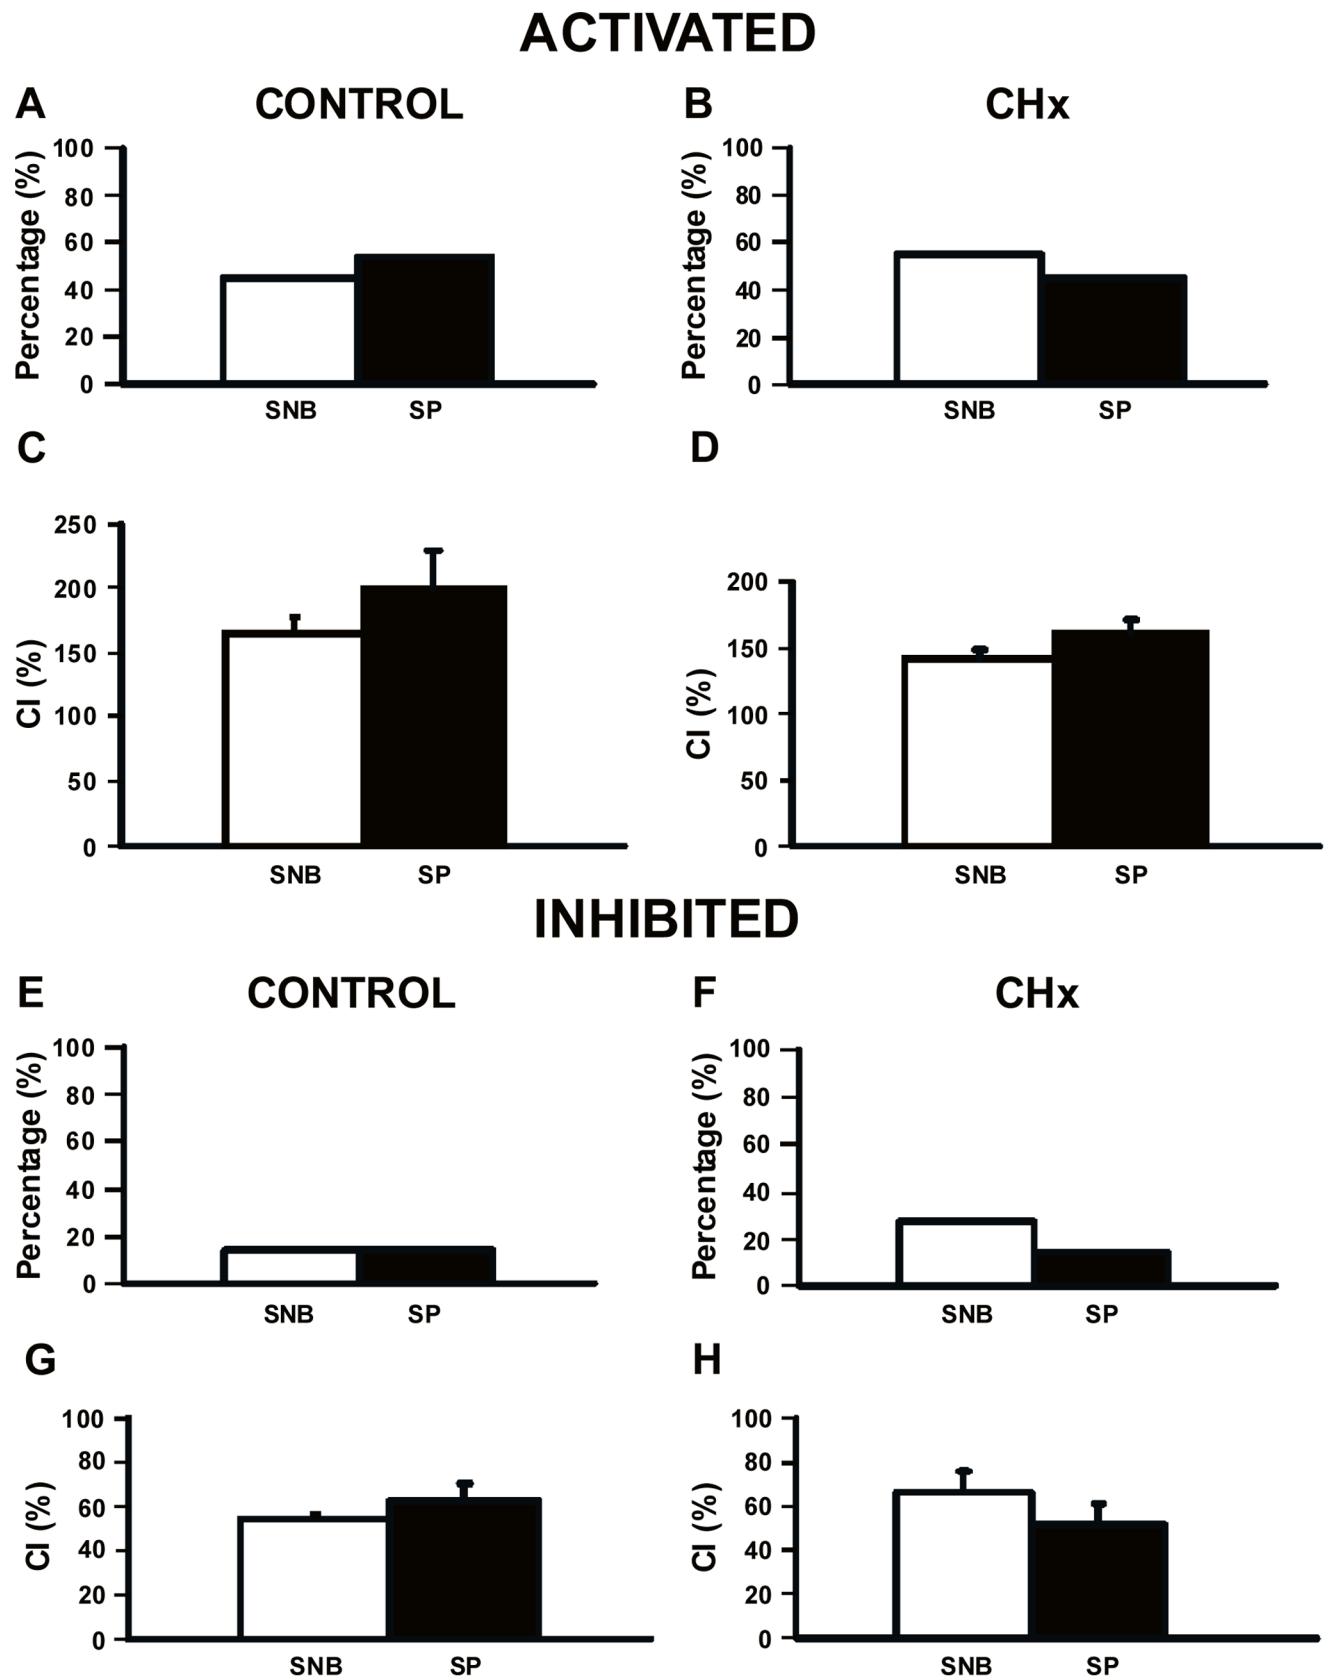 ACTIVATED
A CONTROL
Percentage (%)
100
80
60
40
20
0
SNB SP
B CHx
Percentage (%)
100
80
60
40
20
0
SNB SP
C
CI (%)
250
200
150
100
50
0
SNB SP
D
CI (%)
200
150
100
50
0
SNB SP
INHIBITED
E CONTROL
Percentage (%)
100
80
60
40
20
0
SNB SP
F CHx
Percentage (%)
100
80
60
40
20
0
SNB SP
G
CI (%)
100
80
60
40
20
0
SNB SP
H
CI (%)
100
80
60
40
20
0
SNB SP